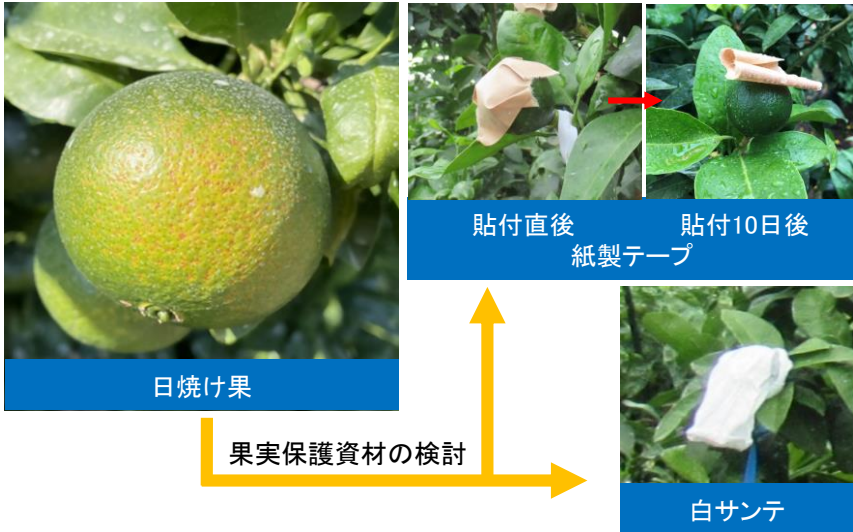 日焼け果
貼付直後
貼付10日後
紙製テープ
果実保護資材の検討
白サンテ